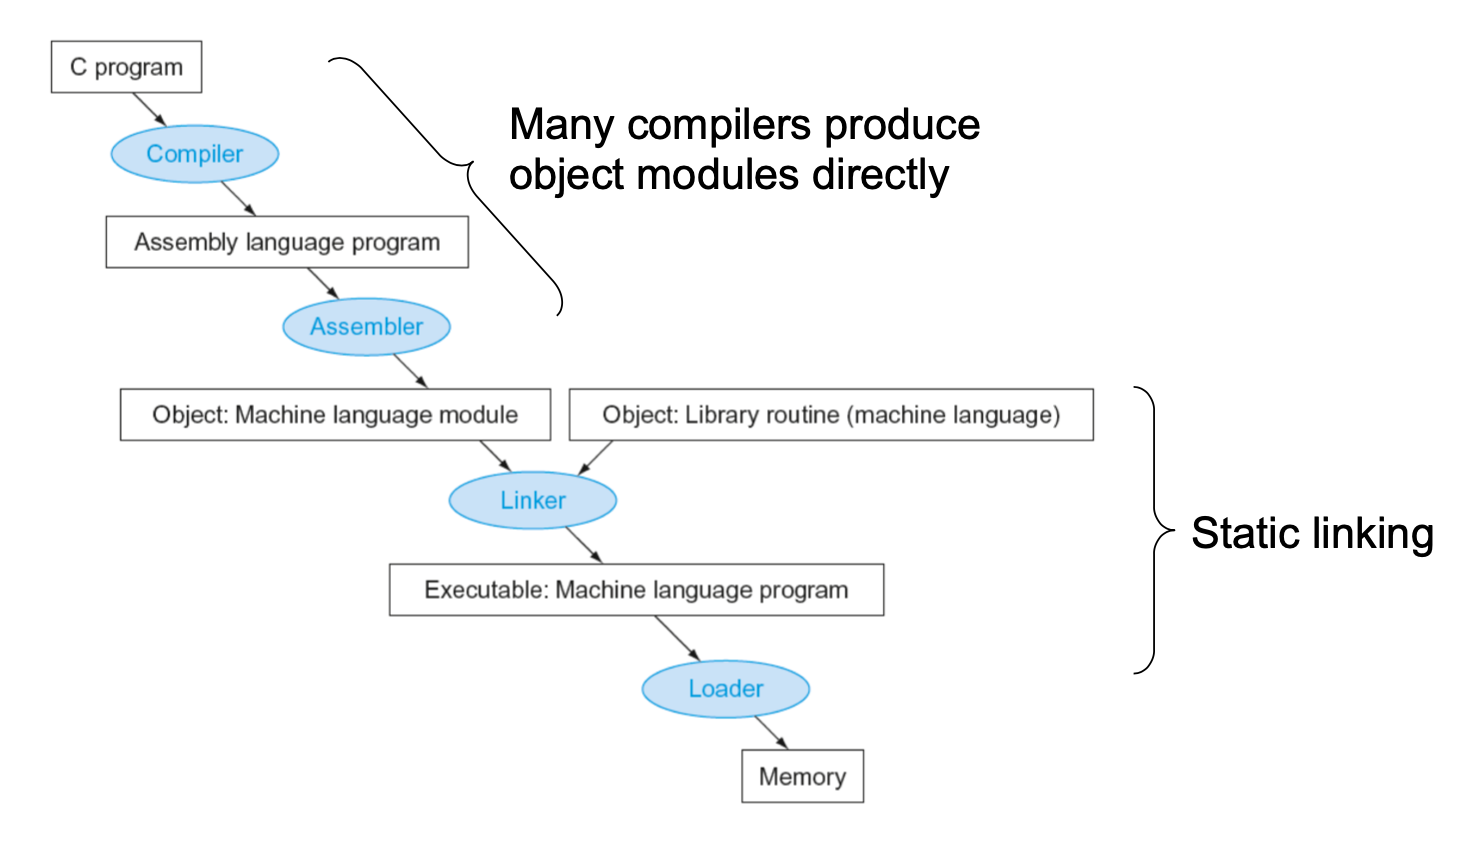 C program
Many compilers produce
object modules directly
Compiler
Assembly language program
Assembler
Object: Machine language module
Object: Library routine (machine language)
Linker
Static linking
Executable: Machine language program
Loader
Memory